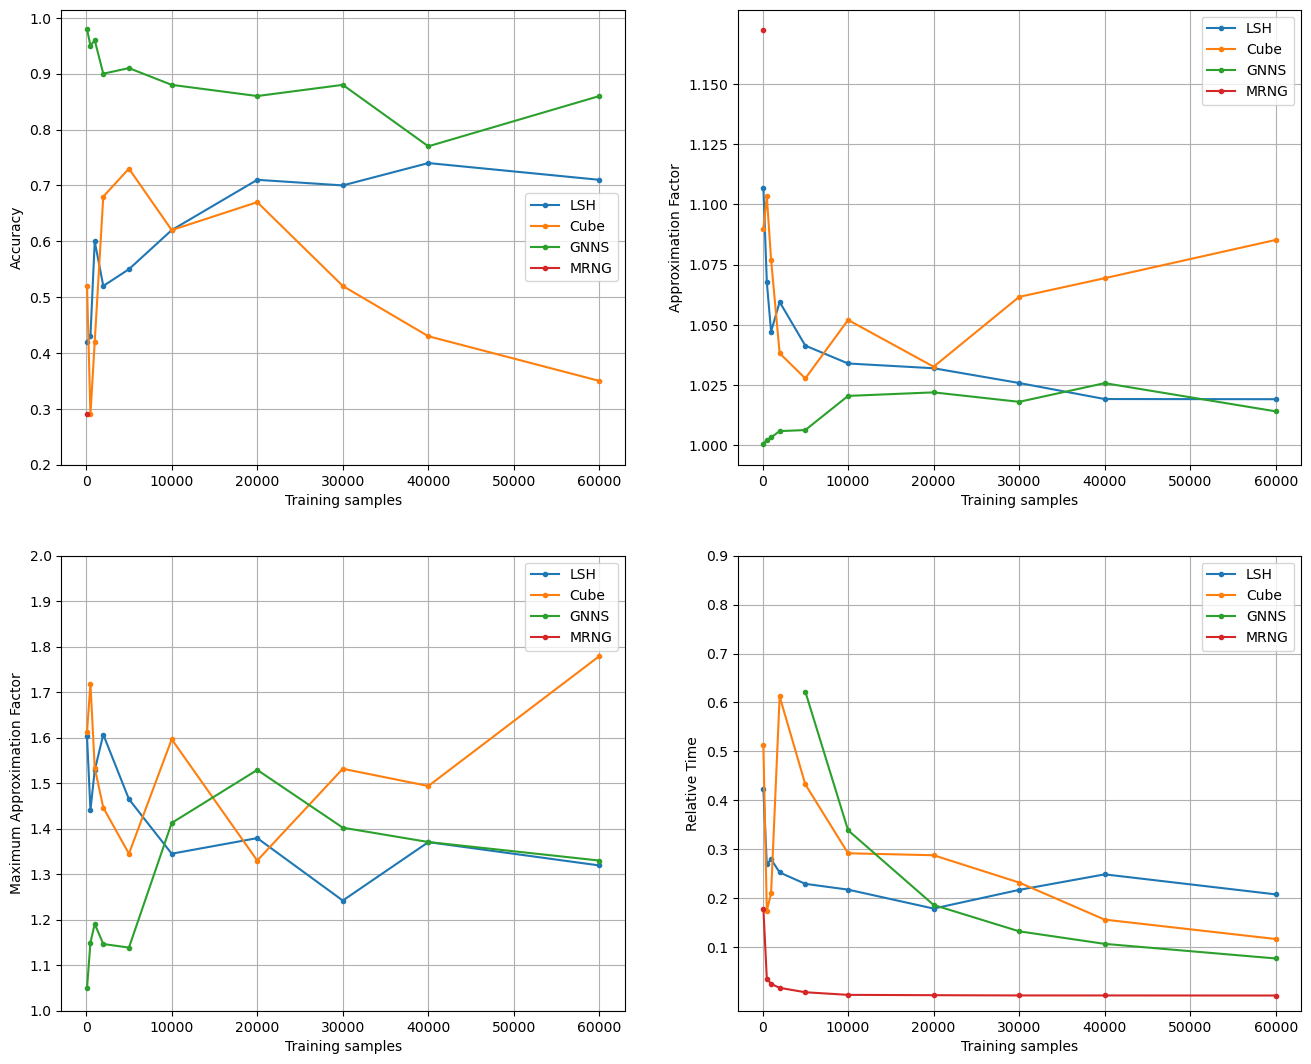 1.0
0.9
0.8
0.7
0.6
0.5
0.4
0.3
0.2
Accuracy
0 10000 20000 30000 40000 50000 60000
Training samples
LSH
Cube
GNNS
MRNG
1.150
1.125
1.100
1.075
1.050
1.025
1.000
Approximation Factor
0 10000 20000 30000 40000 50000 60000
Training samples
LSH
Cube
GNNS
MRNG
2.0
1.9
1.8
1.7
1.6
1.5
1.4
1.3
1.2
1.1
1.0
Maximum Approximation Factor
0 10000 20000 30000 40000 50000 60000
Training samples
LSH
Cube
GNNS
MRNG
0.9
0.8
0.7
0.6
0.5
0.4
0.3
0.2
0.1
Relative Time
0 10000 20000 30000 40000 50000 60000
Training samples
LSH
Cube
GNNS
MRNG